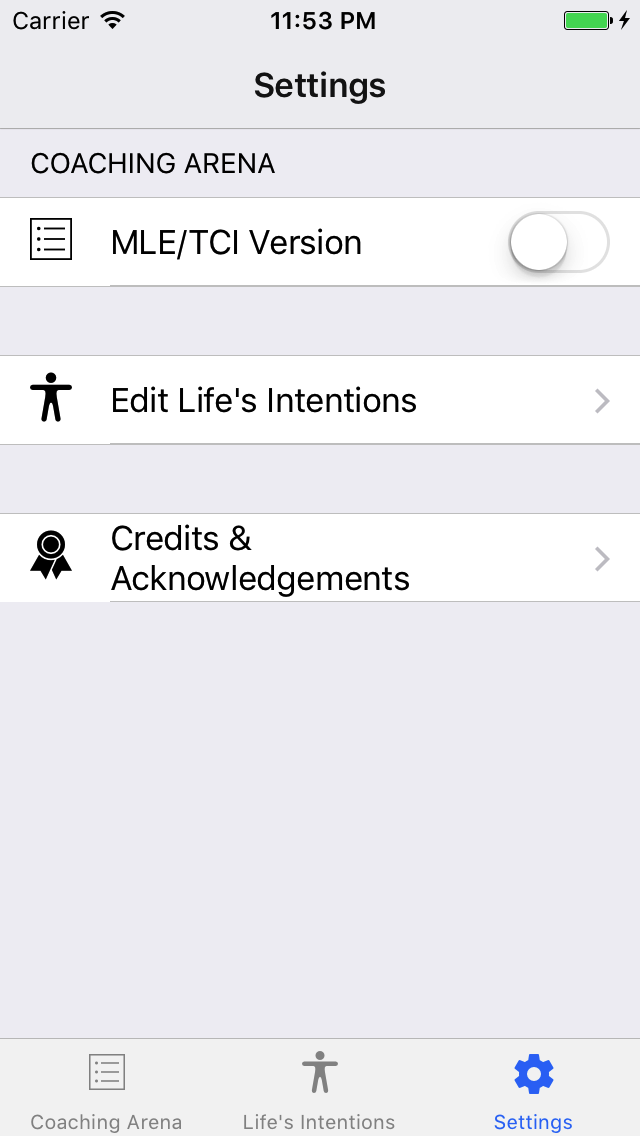 Carrier 11:53 PM
Settings
COACHING ARENA
MLE/TCI Version
Edit Life's Intentions
Credits &
Acknowledgements
Coaching Arena Life's Intentions Settings